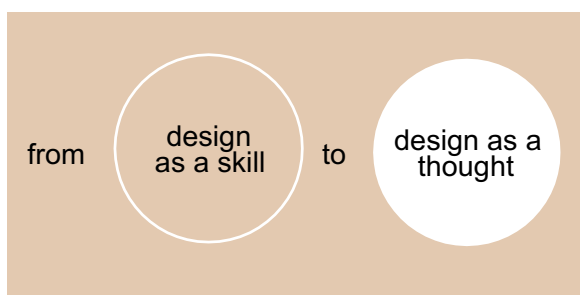 from
design
as a skill
to
design as a
thought